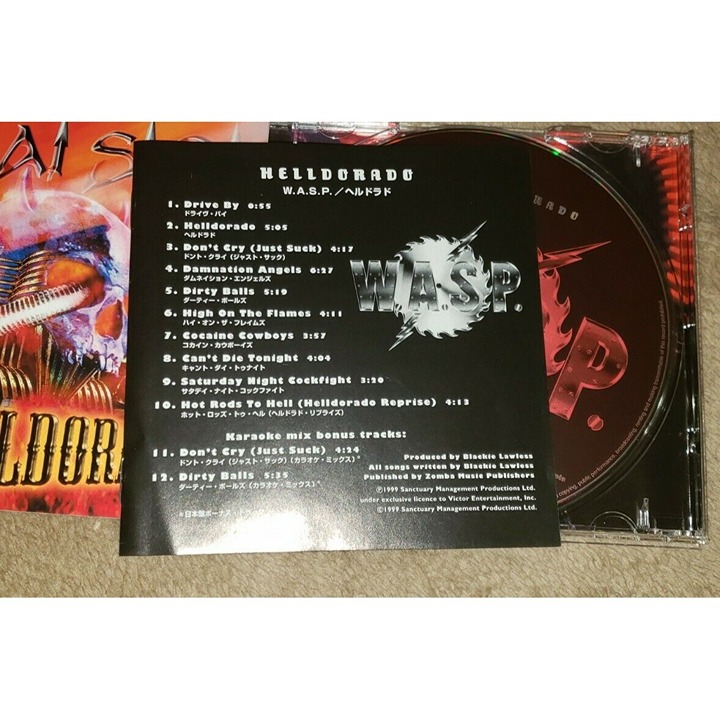 HELLDORADO
W.A.S.P.／ヘルドラド
1. Drive By 0:55
ドライヴ・バイ
2. Helldorado 5:05
ヘルドラド
3. Don't Cry (Just Suck) 4:17
ドント・クライ（ジャスト・サック）
4. Damnation Angels 6:27
ダムネイション・エンジェルズ
5. Dirty Balls 5:19
ダーティー・ボールズ
6. High On The Flames 4:11
ハイ・オン・ザ・フレイムズ
7. Cocaine Cowboys 3:57
コカイン・カウボーイズ
8. Can't Die Tonight 4:04
キャント・ダイ・トゥナイト
9. Saturday Night Cockfight 3:20
サタデイ・ナイト・コックファイト
10. Hot Rods To Hell (Helldorado Reprise) 4:13
ホット・ロッズ・トゥ・ヘル（ヘルドラド・リプライズ）
Karaoke mix bonus tracks:
11. Don't Cry (Just Suck) 4:24
ドント・クライ（ジャスト・サック）（カラオケ・ミックス）*
12. Dirty Balls 5:35
ダーティー・ボールズ（カラオケ・ミックス）*
*日本盤ボーナス・トラック
W.A.S.P.
Produced by Blackie Lawless
All songs written by Blackie Lawless
Published by Zomba Music Publishers
Ⓟ1999 Sanctuary Management Productions Ltd.
under exclusive licence to Victor Entertainment, Inc.
©1999 Sanctuary Management Productions Ltd.
LDORA
P.